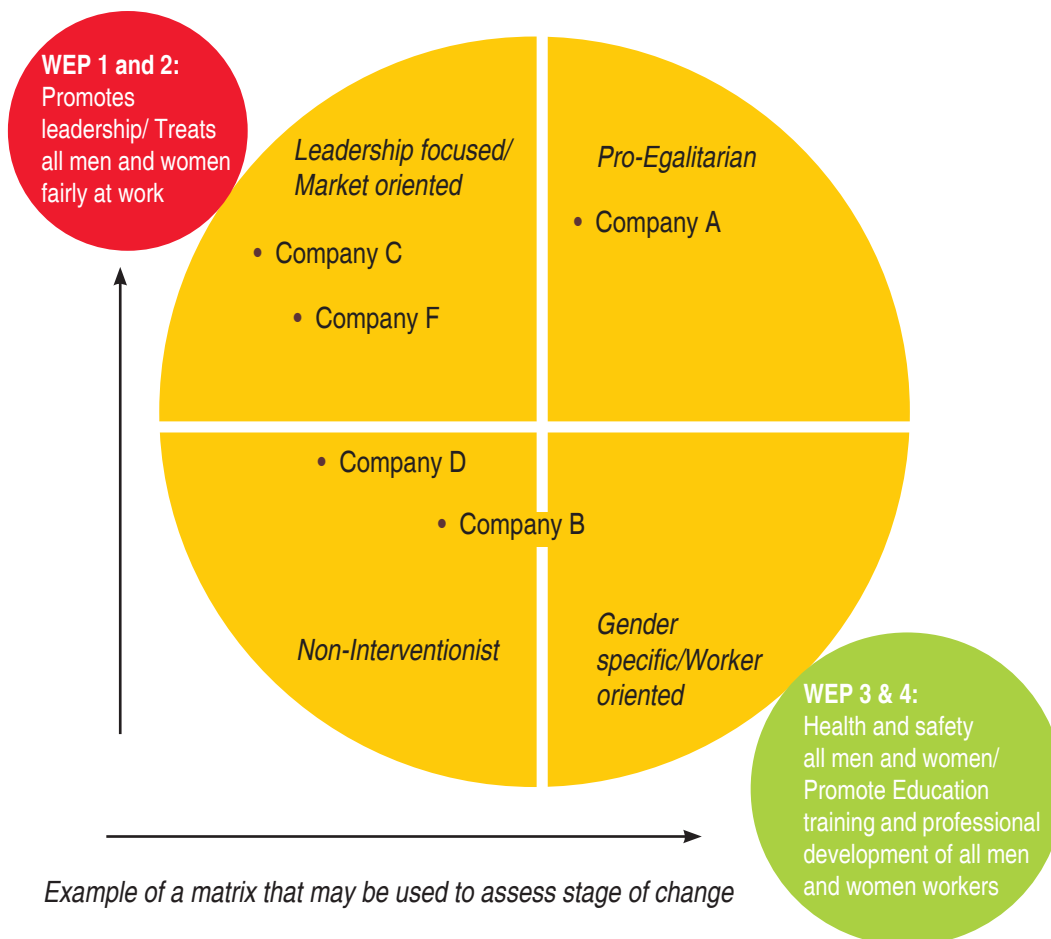 WEP 1 and 2:
Promotes
leadership/ Treats
all men and women
fairly at work
Leadership focused/
Market oriented
• Company C
• Company F
Pro-Egalitarian
• Company A
• Company D
• Company B
Non-Interventionist
Gender
specific/Worker
oriented
WEP 3 & 4:
Health and safety
all men and women/
Promote Education
training and professional
development of all men
and women workers
Example of a matrix that may be used to assess stage of change